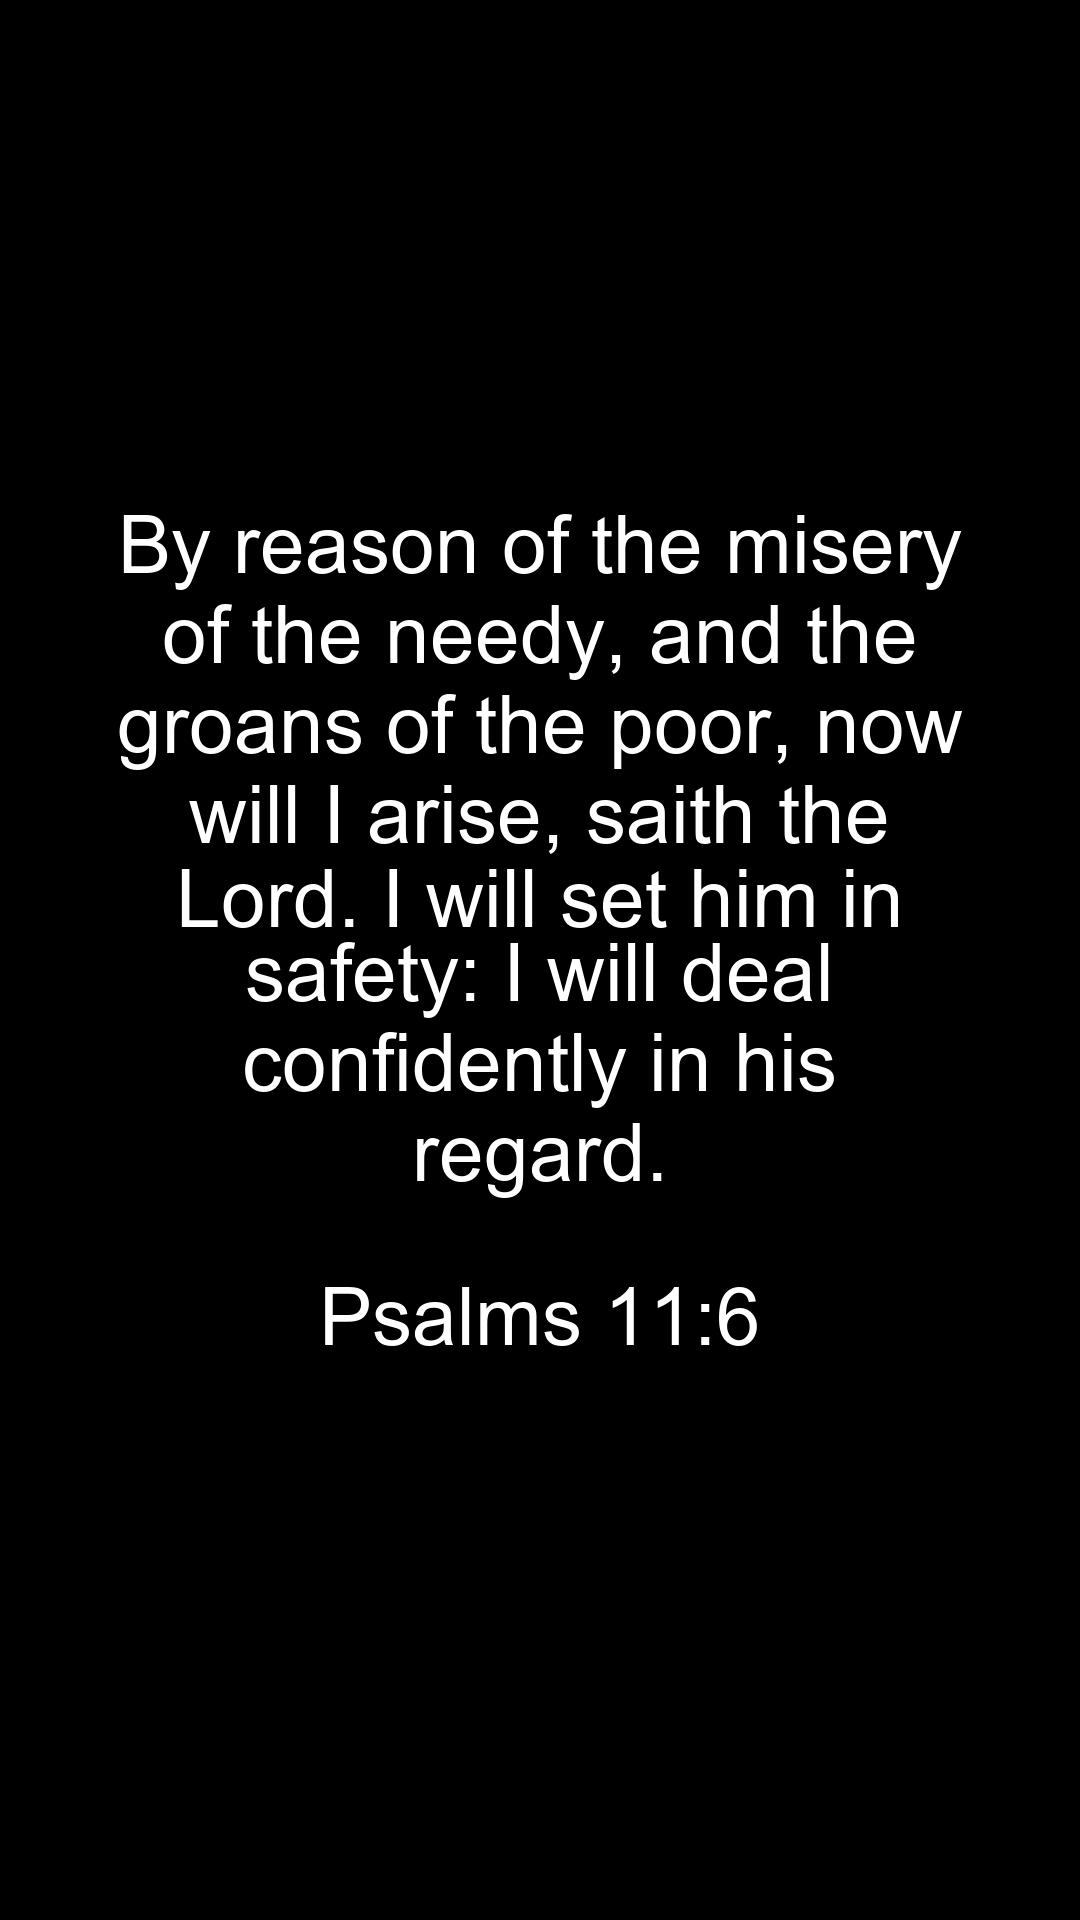 By reason of the misery
of the needy, and the
groans of the poor, now
will I arise, saith the
Lord. I will set him in
safety: I will deal
confidently in his
regard.
Psalms 11:6